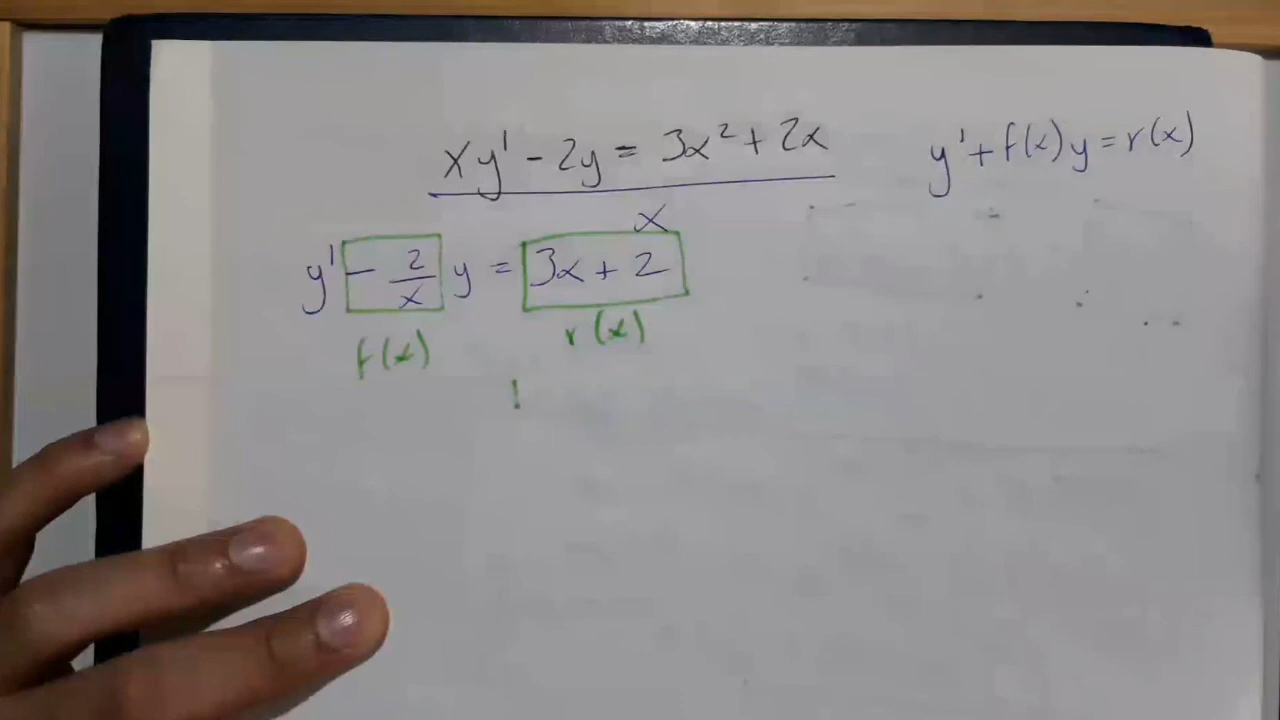 xy' - 2y = 3x² + 2x
y' + f(x)y = r(x)
x
y' - 2/x y = 3x + 2
f(x)
r(x)